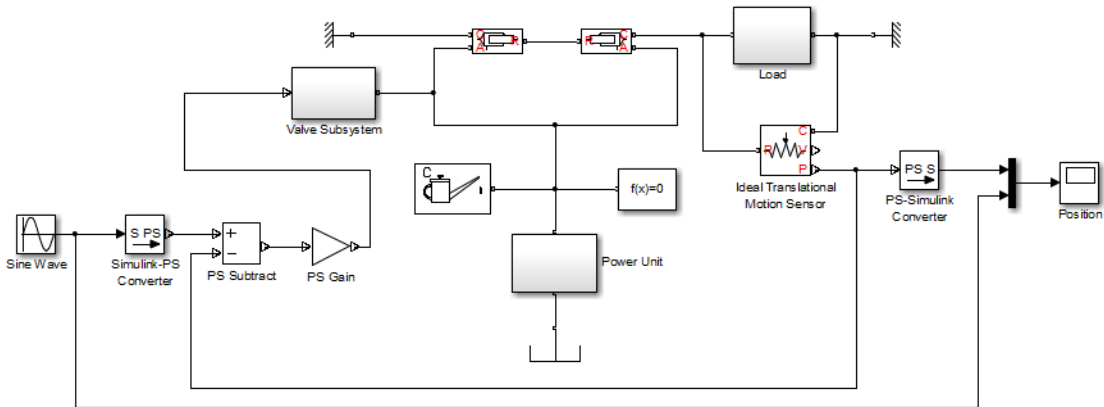 C
A
R
R
C
A
Load
Valve Subsystem
C
R
V
P
Ideal Translational
Motion Sensor
PS S
PS-Simulink
Converter
Position
C
f(x)=0
Sine Wave
S PS
Simulink-PS
Converter
+
−
PS Subtract
PS Gain
Power Unit